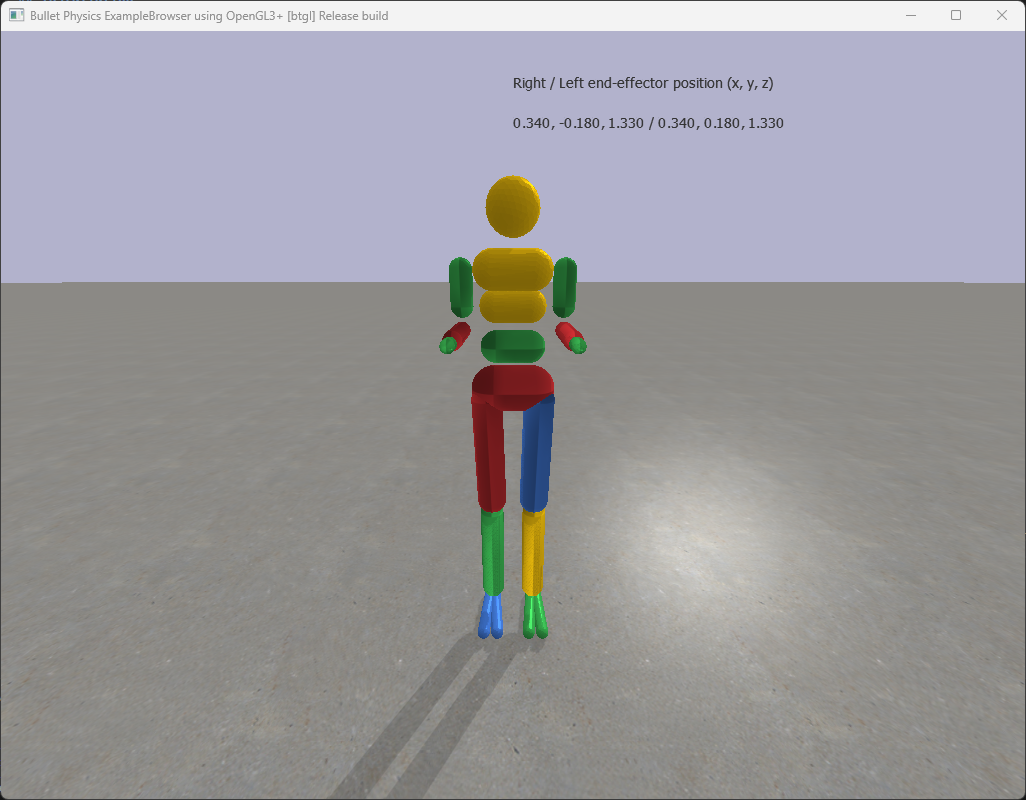 Bullet Physics ExampleBrowser using OpenGL3+ [btgl] Release build
Right / Left end-effector position (x, y, z)
0.340, -0.180, 1.330 / 0.340, 0.180, 1.330